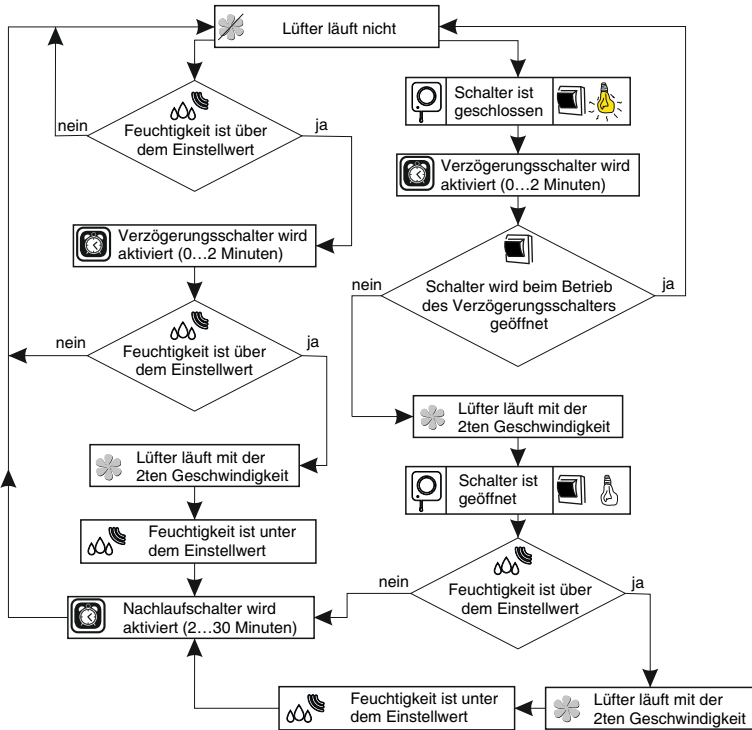 Lüfter läuft nicht
Feuchtigkeit ist über
dem Einstellwert
nein
ja
Verzögerungsschalter wird
aktiviert (0...2 Minuten)
Feuchtigkeit ist über
dem Einstellwert
nein
ja
Lüfter läuft mit der
2ten Geschwindigkeit
Feuchtigkeit ist unter
dem Einstellwert
Nachlaufschalter wird
aktiviert (2...30 Minuten)
Schalter ist
geschlossen
Verzögerungsschalter wird
aktiviert (0...2 Minuten)
Schalter wird beim Betrieb
des Verzögerungsschalters
geöffnet
nein
ja
Lüfter läuft mit der
2ten Geschwindigkeit
Schalter ist
geöffnet
Feuchtigkeit ist über
dem Einstellwert
nein
ja
Lüfter läuft mit der
2ten Geschwindigkeit
Feuchtigkeit ist unter
dem Einstellwert